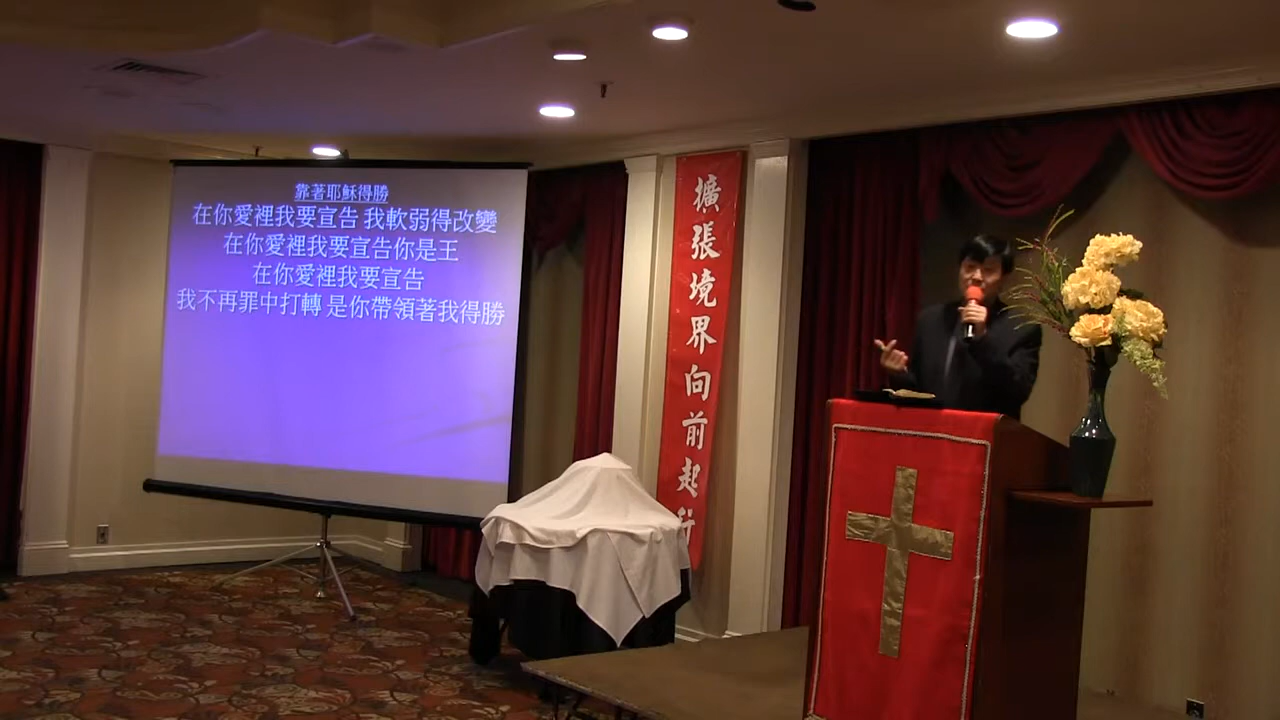 靠著耶穌得勝
在你愛裡我要宣告 我軟弱得改變
在你愛裡我要宣告你是王
在你愛裡我要宣告
我不再罪中打轉 是你帶領著我得勝
擴張境界向前起行